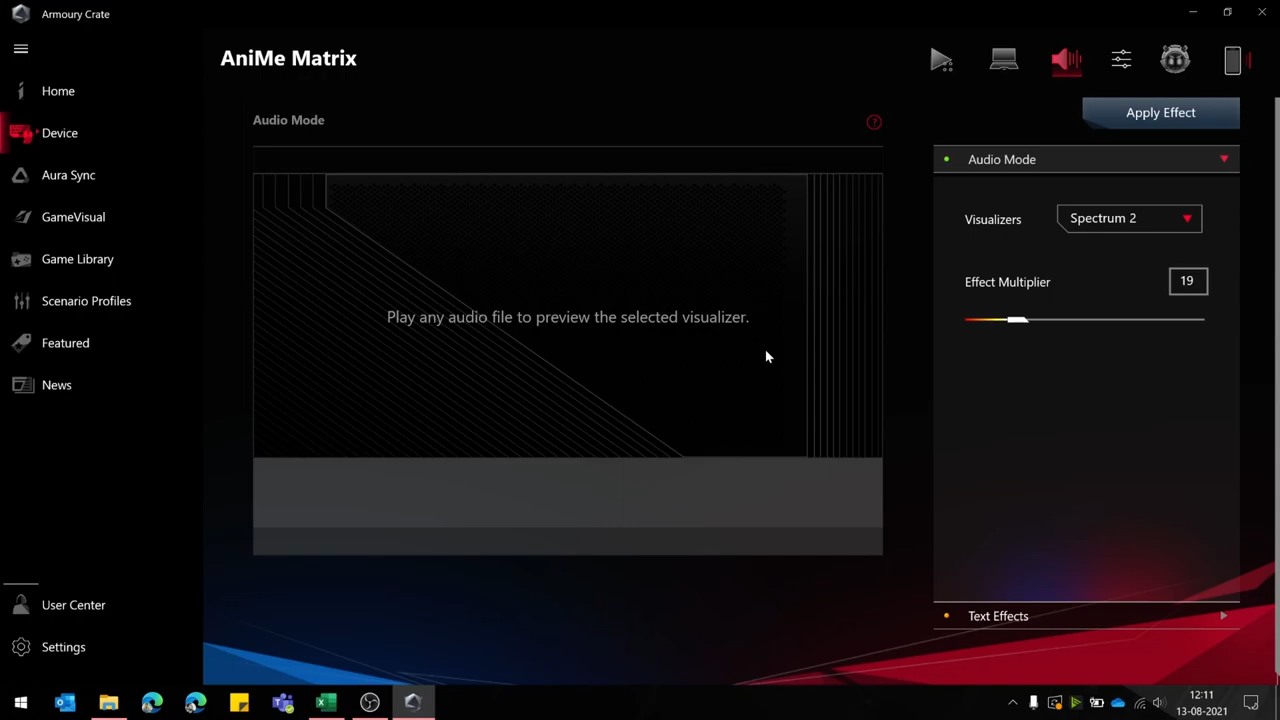 Armoury Crate
Home
Device
Aura Sync
GameVisual
Game Library
Scenario Profiles
Featured
News
User Center
Settings
AniMe Matrix
Audio Mode
Play any audio file to preview the selected visualizer.
Apply Effect
Audio Mode
Visualizers Spectrum 2
Effect Multiplier 19
Text Effects
12:11
13-08-2021